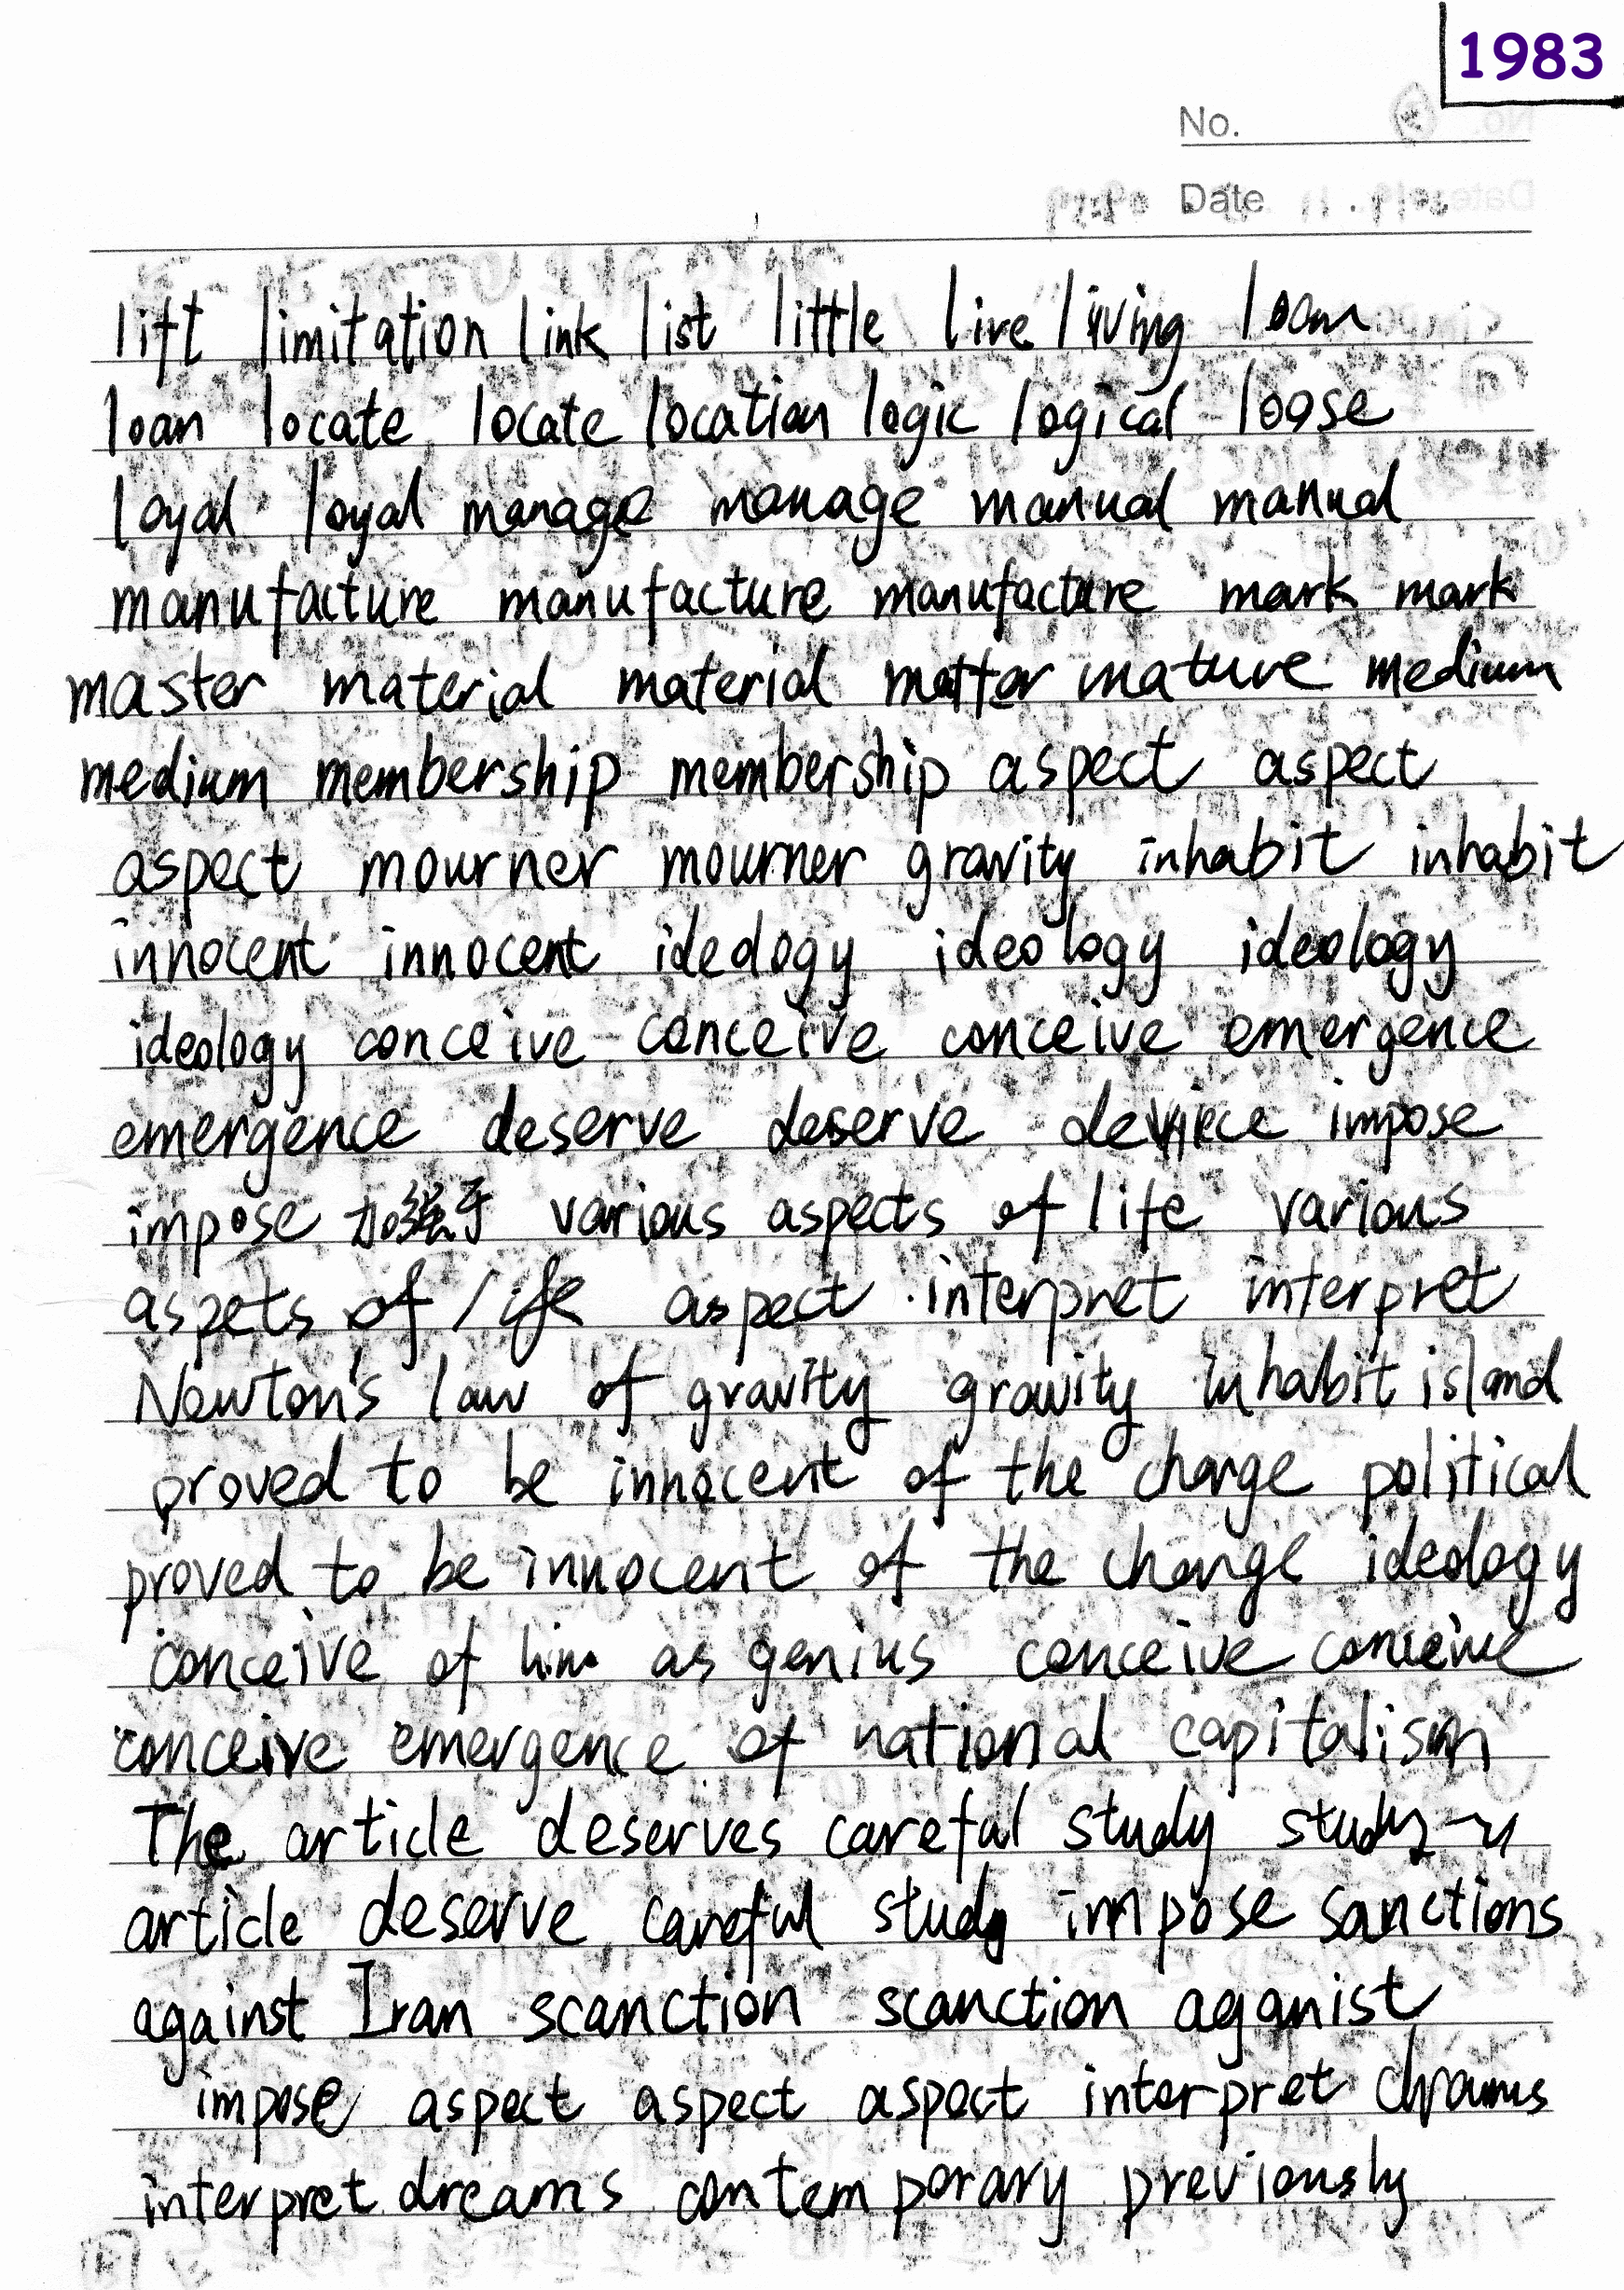 1983
No.
Date
lift limitation link list little live living loan
loan locate locate location logic logical loose
loyal loyal manage manage manual manual
manufacture manufacture manufacture mark mark
master material material matter mature medium
medium membership membership aspect aspect
aspect mourner mourner gravity inhabit inhabit
innocent innocent idedogy ideology ideology
ideology conceive conceive conceive emergence
emergence deserve deserve impose
impose 加强于 various aspects of life various
aspets of life aspect interpret interpret
Newton's law of gravity gravity inhabit island
proved to be innocent of the charge political
proved to be innocent of the charge ideology
conceive of him as genius conceive conceive
conceive emergence of national capitalism
The article deserves careful study study
article deserve careful study impose sanctions
against Iran scanction scanction aganist
impose aspect aspect aspect interpret
interpret dreams contemporary previously